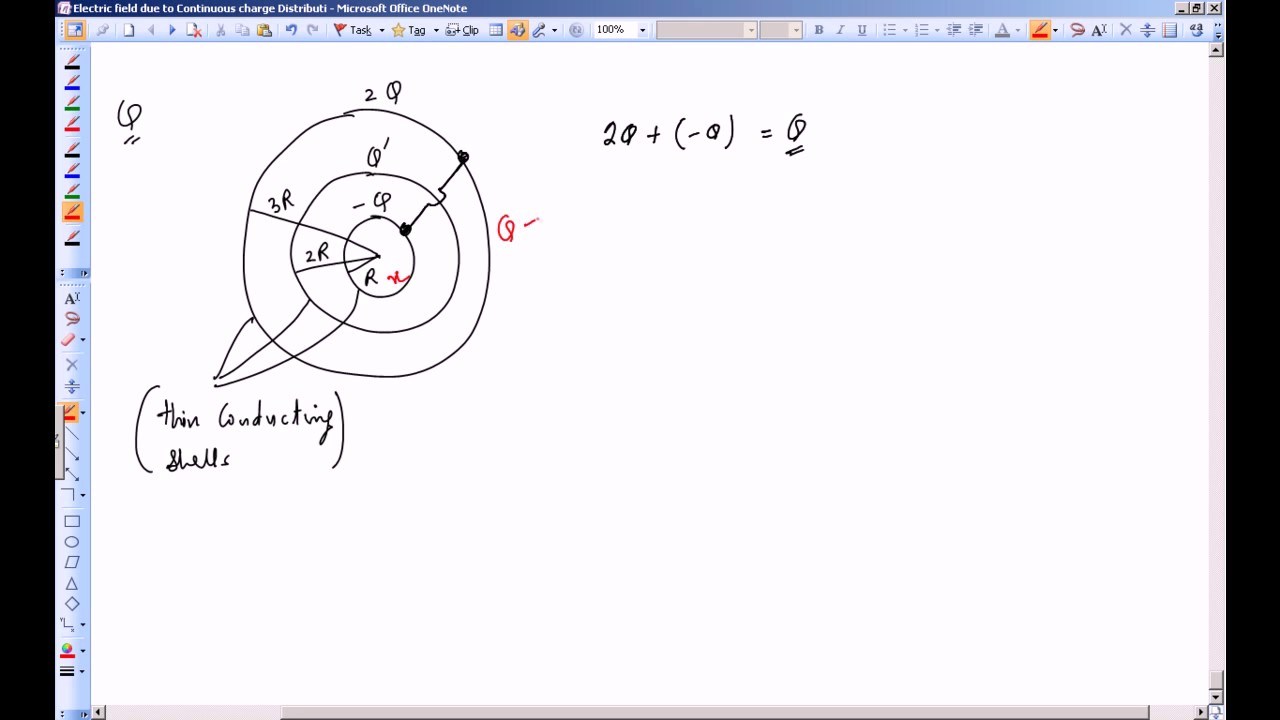 Electric field due to Continuous charge Distributi - Microsoft Office OneNote
Task
Tag
Clip
100%
B I U
Q
2 Q
Q'
- Q
3R
2R
R x
Q -
2Q + (-Q) = Q
(thin Conducting
shells)